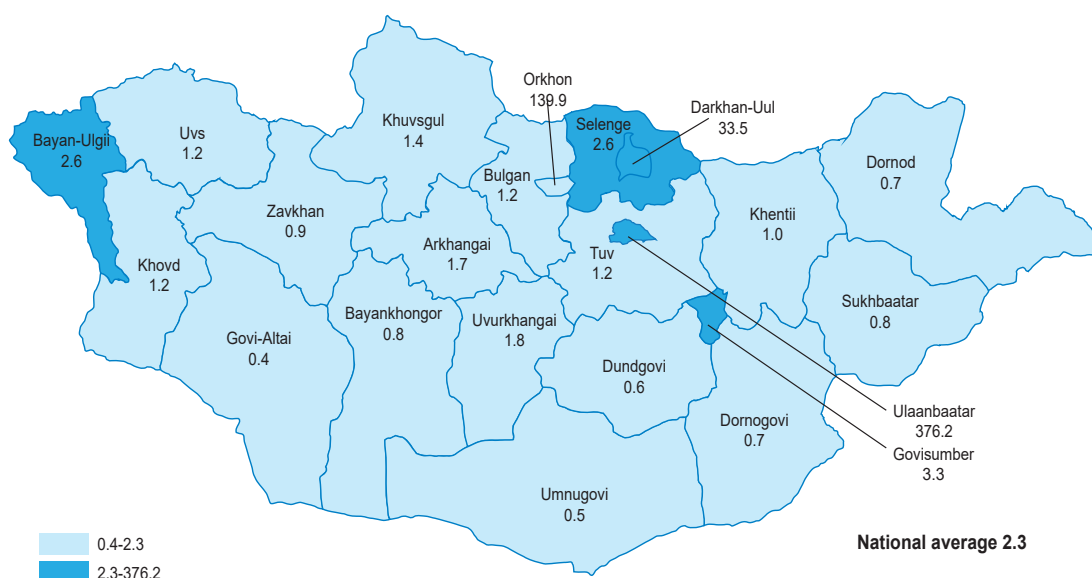 Orkhon
139.9
Darkhan-Uul
33.5
Bayan-Ulgii
2.6
Uvs
1.2
Khuvsgul
1.4
Selenge
2.6
Bulgan
1.2
Dornod
0.7
Zavkhan
0.9
Khentii
1.0
Arkhangai
1.7
Tuv
1.2
Khovd
1.2
Sukhbaatar
0.8
Bayankhongor
0.8
Uvurkhangai
1.8
Govi-Altai
0.4
Dundgovi
0.6
Ulaanbaatar
376.2
Dornogovi
0.7
Govisumber
3.3
Umnugovi
0.5
National average 2.3
0.4-2.3
2.3-376.2